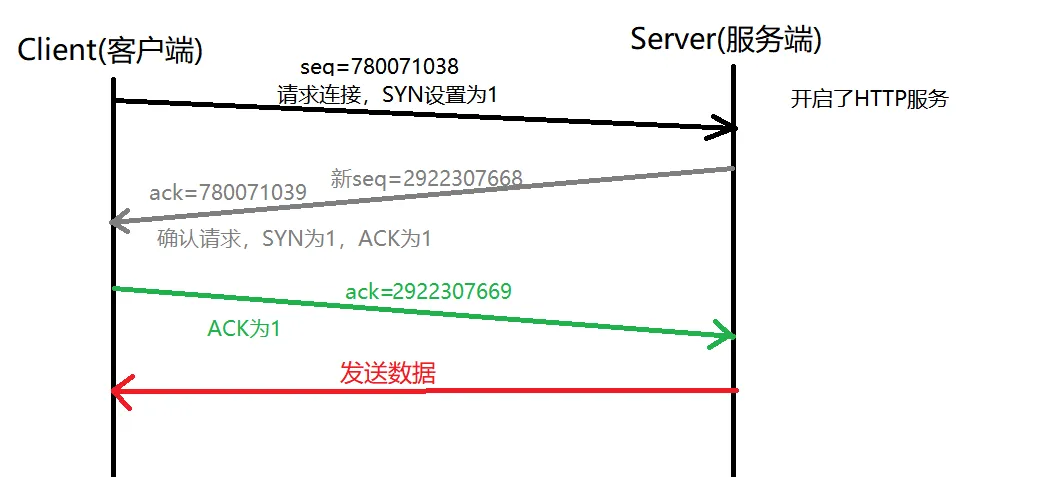 Client(客户端)
Server(服务端)
seq=780071038
请求连接，SYN设置为1
开启了HTTP服务
新seq=2922307668
ack=780071039
确认请求，SYN为1，ACK为1
ack=2922307669
ACK为1
发送数据